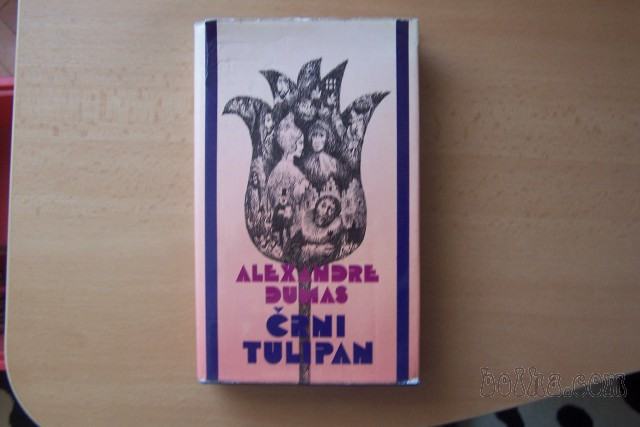 ALEXANDRE
DUMAS
ČRNI
TULIPAN
bolha.com